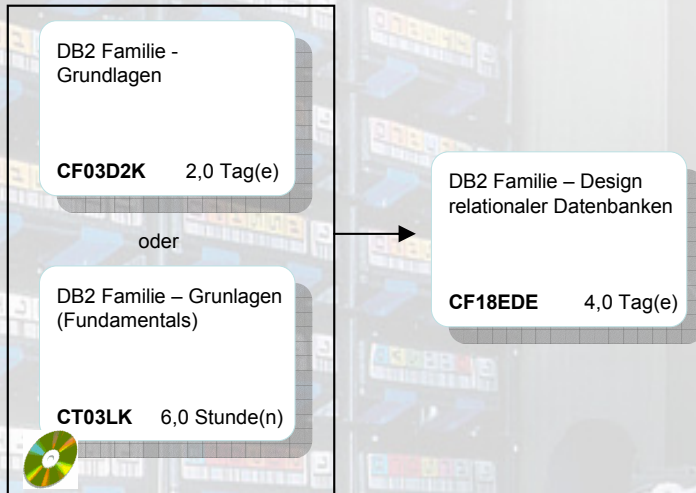 DB2 Familie -
Grundlagen
CF03D2K 2,0 Tag(e)
oder
DB2 Familie – Grunlagen
(Fundamentals)
CT03LK 6,0 Stunde(n)
DB2 Familie – Design
relationaler Datenbanken
CF18EDE 4,0 Tag(e)